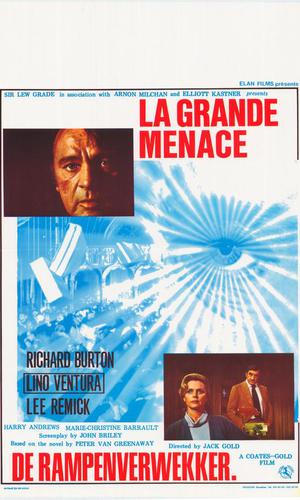 ELAN FILMS présente:
SIR LEW GRADE in association with ARNON MILCHAN and ELLIOTT KASTNER presents
LA GRANDE
MENACE
RICHARD BURTON
LINO VENTURA
LEE REMICK
HARRY ANDREWS MARIE-CHRISTINE BARRAULT
Screenplay by JOHN BRILEY
Based on the novel by PETER VAN GREENAWAY
Directed by JACK GOLD
A COATES-GOLD
FILM
DE RAMPENVERWEKKER.